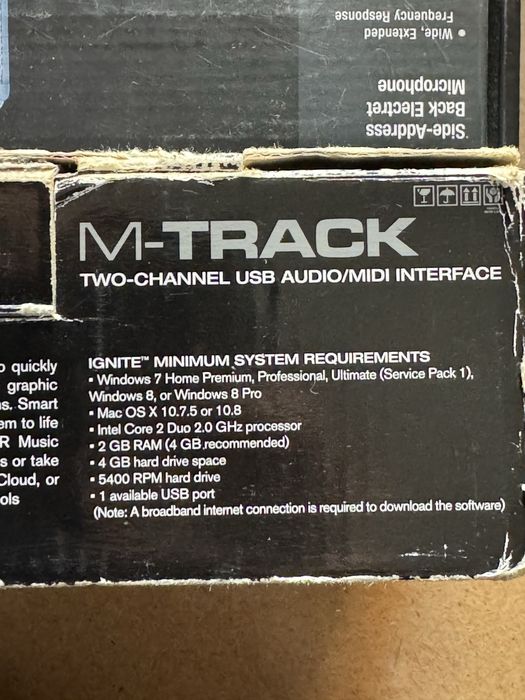 Side-Address
Back Electret
Microphone
• Wide, Extended
Frequency Response
M-TRACK
TWO-CHANNEL USB AUDIO/MIDI INTERFACE
quickly
graphic
Smart
to life
R Music
s or take
Cloud, or
ols
IGNITE™ MINIMUM SYSTEM REQUIREMENTS
▪ Windows 7 Home Premium, Professional, Ultimate (Service Pack 1),
Windows 8, or Windows 8 Pro
▪ Mac OS X 10.7.5 or 10.8
▪ Intel Core 2 Duo 2.0 GHz processor
▪ 2 GB RAM (4 GB recommended)
▪ 4 GB hard drive space
▪ 5400 RPM hard drive
▪ 1 available USB port
(Note: A broadband internet connection is required to download the software)